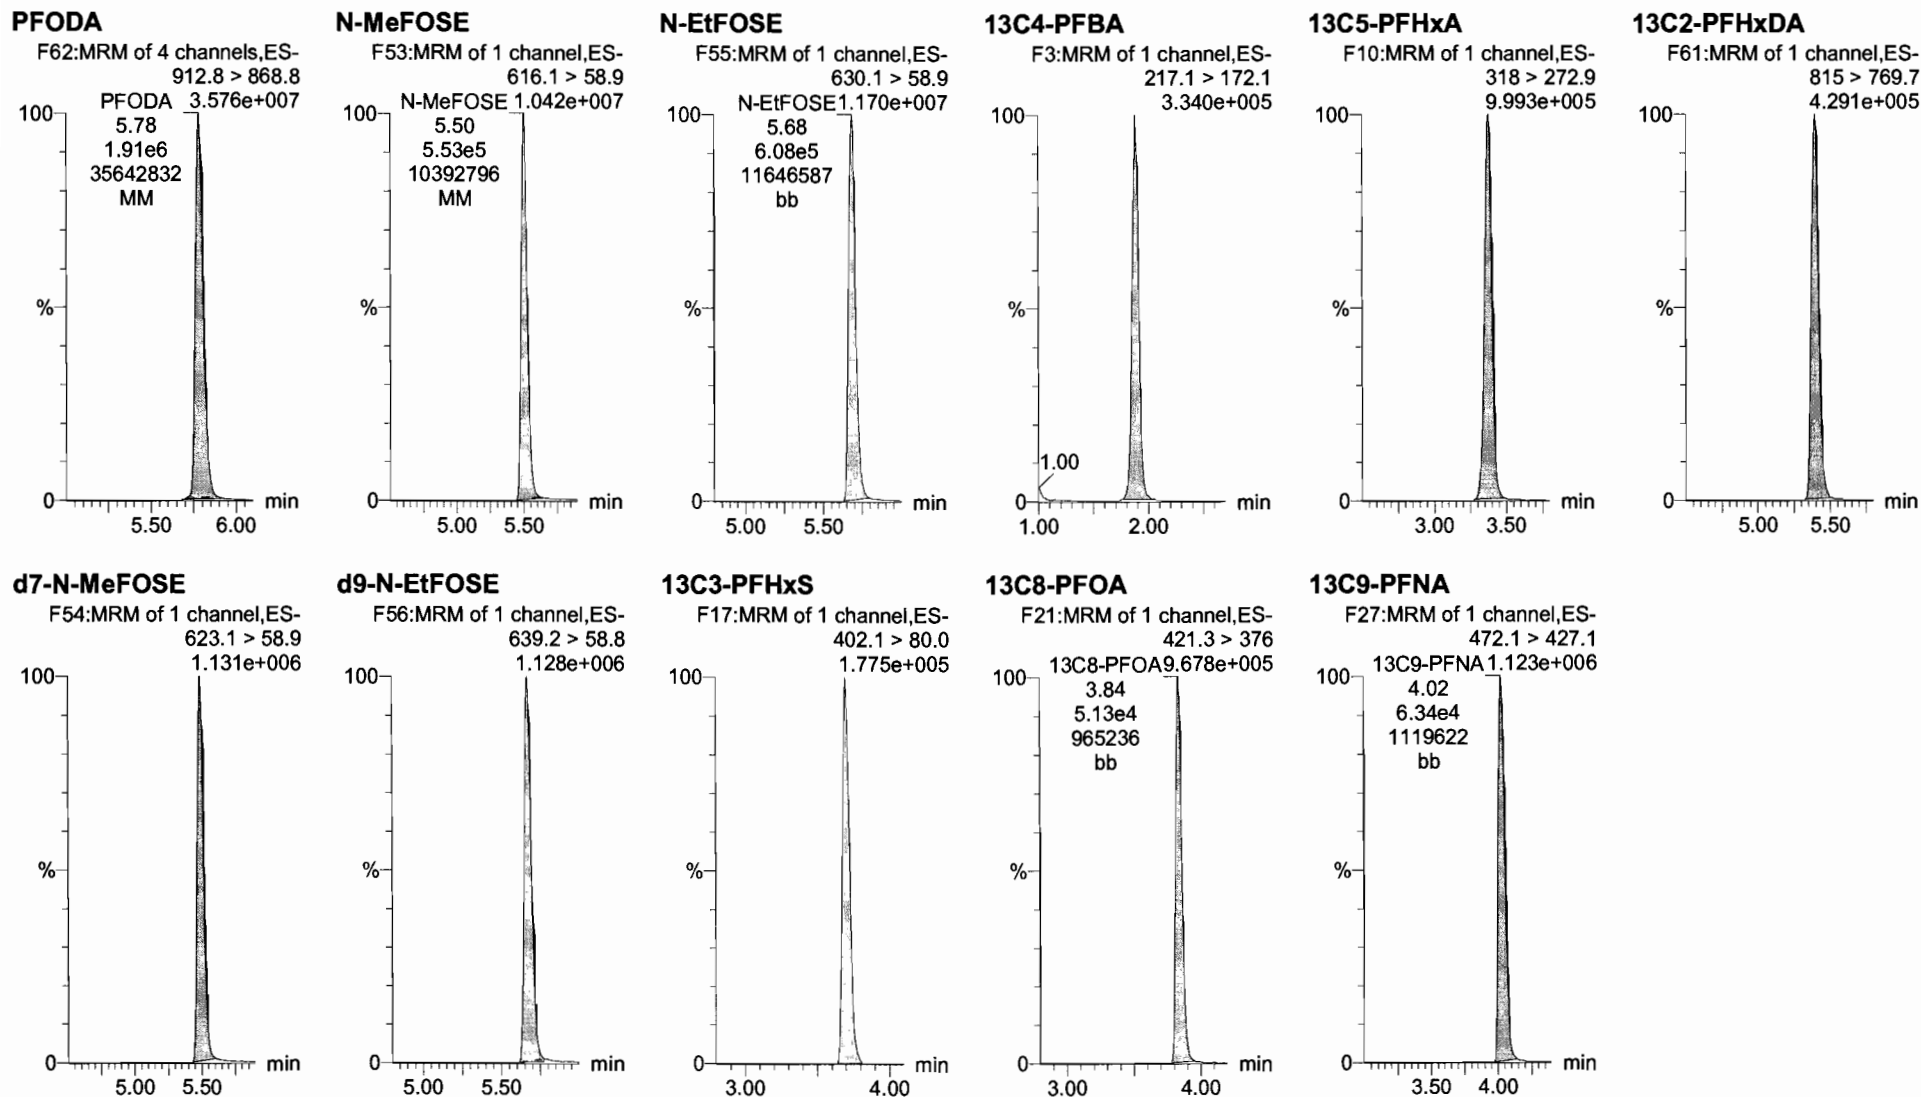 PFODA
F62:MRM of 4 channels,ES-
912.8 > 868.8
PFODA 3.576e+007
5.78
1.91e6
35642832
MM
100
%
0
5.50 6.00 min
N-MeFOSE
F53:MRM of 1 channel,ES-
616.1 > 58.9
N-MeFOSE 1.042e+007
5.50
5.53e5
10392796
MM
100
%
0
5.00 5.50 min
N-EtFOSE
F55:MRM of 1 channel,ES-
630.1 > 58.9
N-EtFOSE 1.170e+007
5.68
6.08e5
11646587
bb
100
%
0
5.00 5.50 min
13C4-PFBA
F3:MRM of 1 channel,ES-
217.1 > 172.1
3.340e+005
100
%
1.00
0
1.00 2.00 min
13C5-PFHxA
F10:MRM of 1 channel,ES-
318 > 272.9
9.993e+005
100
%
0
3.00 3.50 min
13C2-PFHxDA
F61:MRM of 1 channel,ES-
815 > 769.7
4.291e+005
100
%
0
5.00 5.50 min
d7-N-MeFOSE
F54:MRM of 1 channel,ES-
623.1 > 58.9
1.131e+006
100
%
0
5.00 5.50 min
d9-N-EtFOSE
F56:MRM of 1 channel,ES-
639.2 > 58.8
1.128e+006
100
%
0
5.00 5.50 min
13C3-PFHxS
F17:MRM of 1 channel,ES-
402.1 > 80.0
1.775e+005
100
%
0
3.00 4.00 min
13C8-PFOA
F21:MRM of 1 channel,ES-
421.3 > 376
13C8-PFOA 9.678e+005
3.84
5.13e4
965236
bb
100
%
0
3.00 4.00 min
13C9-PFNA
F27:MRM of 1 channel,ES-
472.1 > 427.1
13C9-PFNA 1.123e+006
4.02
6.34e4
1119622
bb
100
%
0
3.50 4.00 min